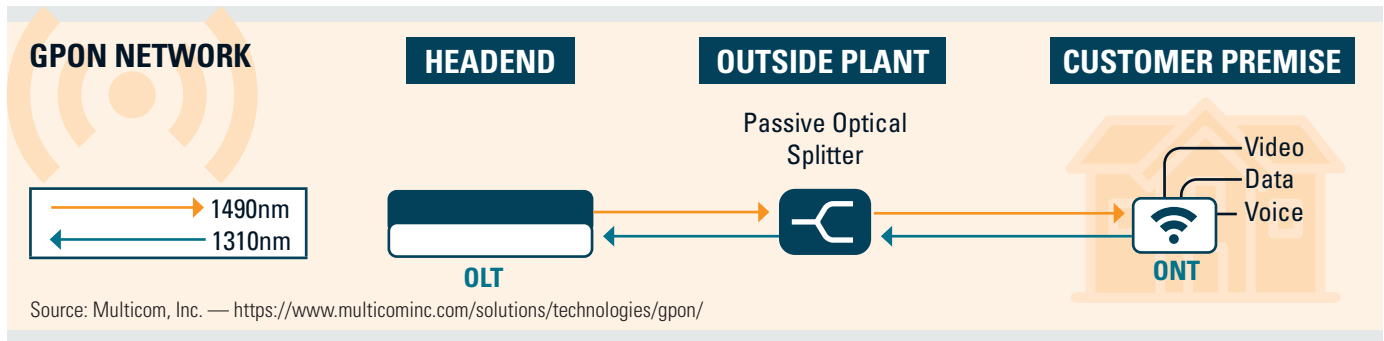 GPON NETWORK
HEADEND
OUTSIDE PLANT
CUSTOMER PREMISE
Passive Optical
Splitter
Video
Data
Voice
1490nm
1310nm
OLT
ONT
Source: Multicom, Inc. — https://www.multicominc.com/solutions/technologies/gpon/